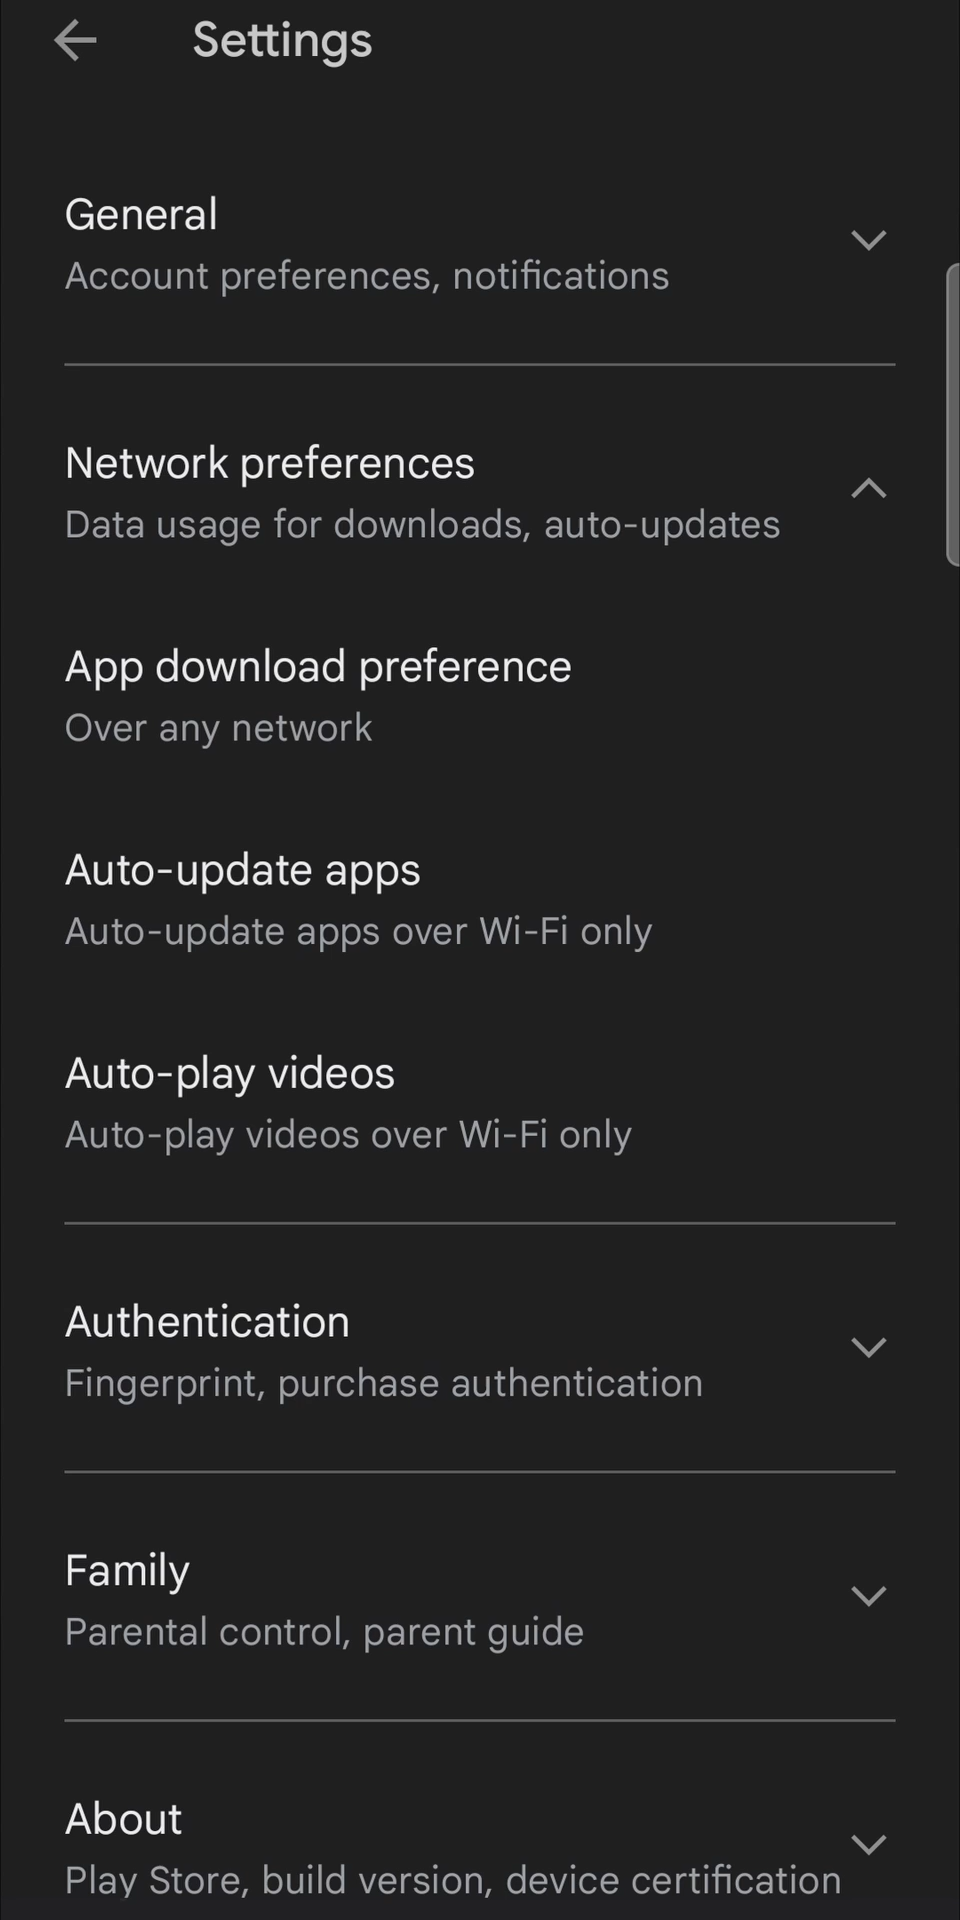 Settings
General
Account preferences, notifications
Network preferences
Data usage for downloads, auto-updates
App download preference
Over any network
Auto-update apps
Auto-update apps over Wi-Fi only
Auto-play videos
Auto-play videos over Wi-Fi only
Authentication
Fingerprint, purchase authentication
Family
Parental control, parent guide
About
Play Store, build version, device certification